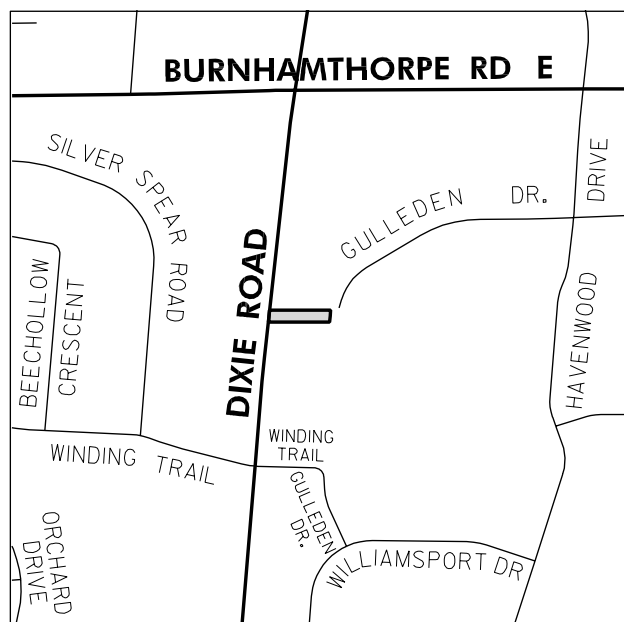 BURNHAMTHORPE RD E
SILVER SPEAR ROAD
GULLEDEN DR.
DRIVE
HAVENWOOD
DIXIE ROAD
BEECHOLLOW
CRESCENT
WINDING TRAIL
WINDING
TRAIL
GULLEDEN
DR.
WILLIAMSPORT DR
ORCHARD
DRIVE